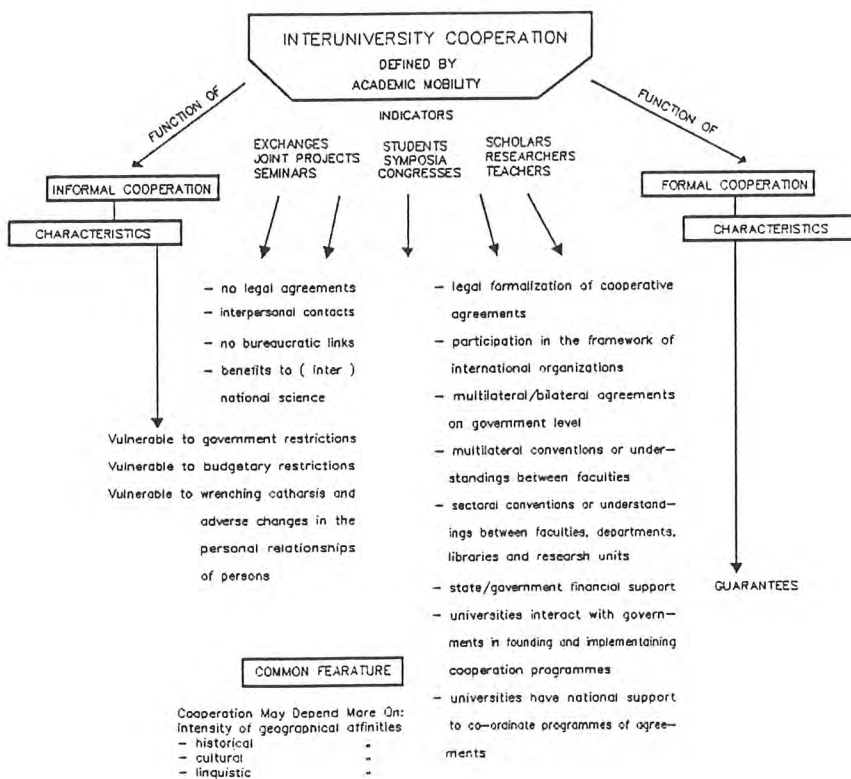 INTERUNIVERSITY COOPERATION
DEFINED BY
ACADEMIC MOBILITY
FUNCTION OF
FUNCTION OF
INDICATORS
EXCHANGES
JOINT PROJECTS
SEMINARS
STUDENTS
SYMPOSIA
CONGRESSES
SCHOLARS
RESEARCHERS
TEACHERS
INFORMAL COOPERATION
CHARACTERISTICS
FORMAL COOPERATION
CHARACTERISTICS
– no legal agreements
– interpersonal contacts
– no bureaucratic links
– benefits to ( inter )
national science
Vulnerable to government restrictions
Vulnerable to budgetary restrictions
Vulnerable to wrenching catharsis and
adverse changes in the
personal relationships
of persons
– legal formalization of cooperative
agreements
– participation in the framework of
international organizations
– multilateral/bilateral agreements
on government level
– multilateral conventions or under–
standings between faculties
– sectoral conventions or understand–
ings between faculties, departments,
libraries and researsh units
– state/government financial support
– universities interact with govern–
ments in founding and implementaining
cooperation programmes
– universities have national support
to co–ordinate programmes of agree–
ments
GUARANTEES
COMMON FEARATURE
Cooperation May Depend More On:
intensity of geographical affinities
– historical "
– cultural "
– linguistic "